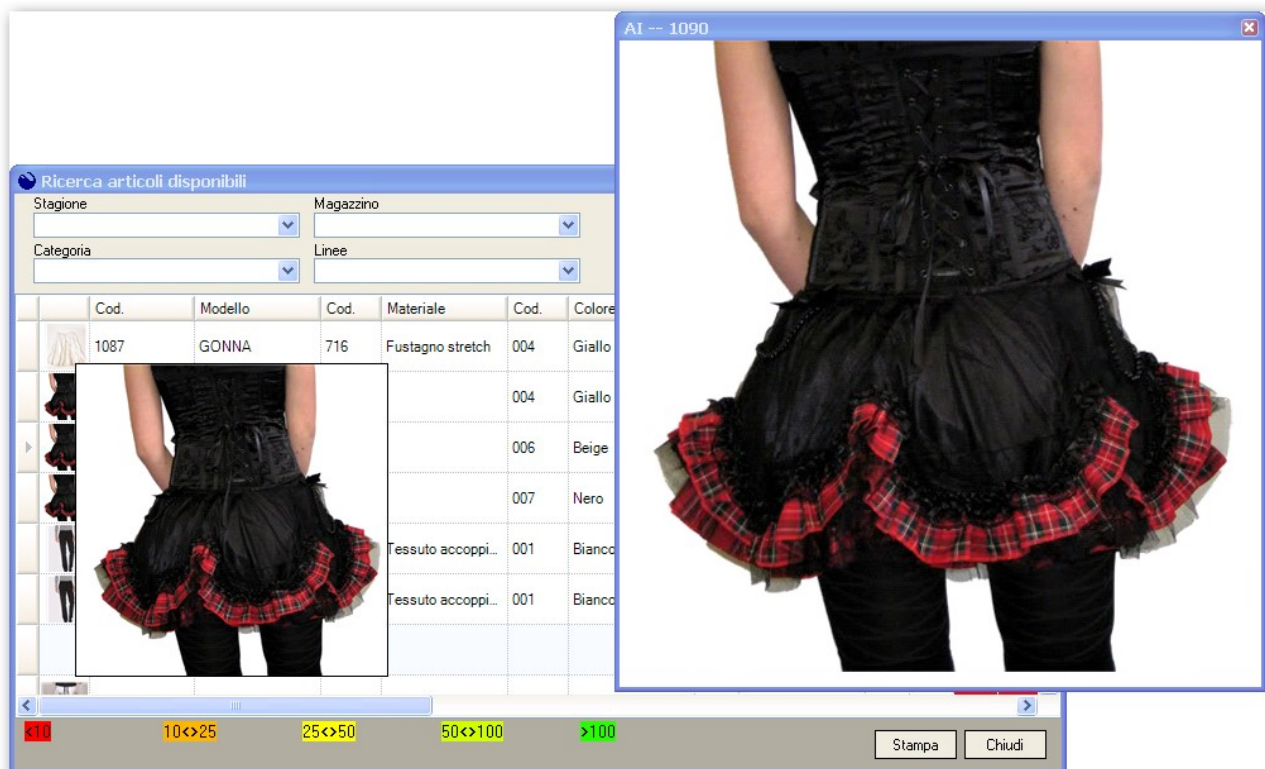 AI -- 1090
Ricerca articoli disponibili
Stagione
Magazzino
Categoria
Linee
Cod. Modello Cod. Materiale Cod. Colore
1087 GONNA 716 Fustagno stretch 004 Giallo
004 Giallo
006 Beige
007 Nero
Tessuto accoppi... 001 Bianco
Tessuto accoppi... 001 Bianco
<10 10<>25 25<>50 50<>100 >100
Stampa Chiudi